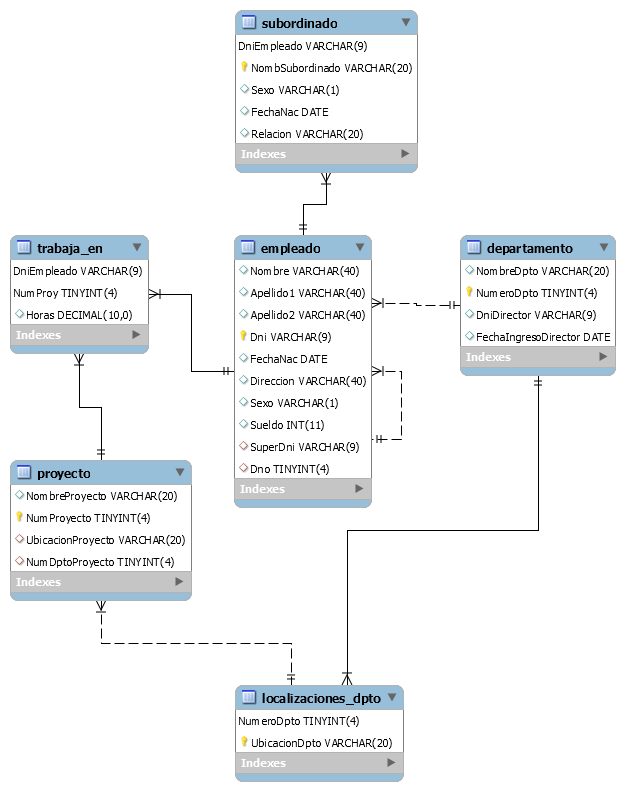 subordinado
DniEmpleado VARCHAR(9)
NombSubordinado VARCHAR(20)
Sexo VARCHAR(1)
FechaNac DATE
Relacion VARCHAR(20)
Indexes
trabaja_en
DniEmpleado VARCHAR(9)
NumProy TINYINT(4)
Horas DECIMAL(10,0)
Indexes
empleado
Nombre VARCHAR(40)
Apellido1 VARCHAR(40)
Apellido2 VARCHAR(40)
Dni VARCHAR(9)
FechaNac DATE
Direccion VARCHAR(40)
Sexo VARCHAR(1)
Sueldo INT(11)
SuperDni VARCHAR(9)
Dno TINYINT(4)
Indexes
departamento
NombreDpto VARCHAR(20)
NumeroDpto TINYINT(4)
DniDirector VARCHAR(9)
FechaIngresoDirector DATE
Indexes
proyecto
NombreProyecto VARCHAR(20)
NumProyecto TINYINT(4)
UbicacionProyecto VARCHAR(20)
NumDptoProyecto TINYINT(4)
Indexes
localizaciones_dpto
NumeroDpto TINYINT(4)
UbicacionDpto VARCHAR(20)
Indexes